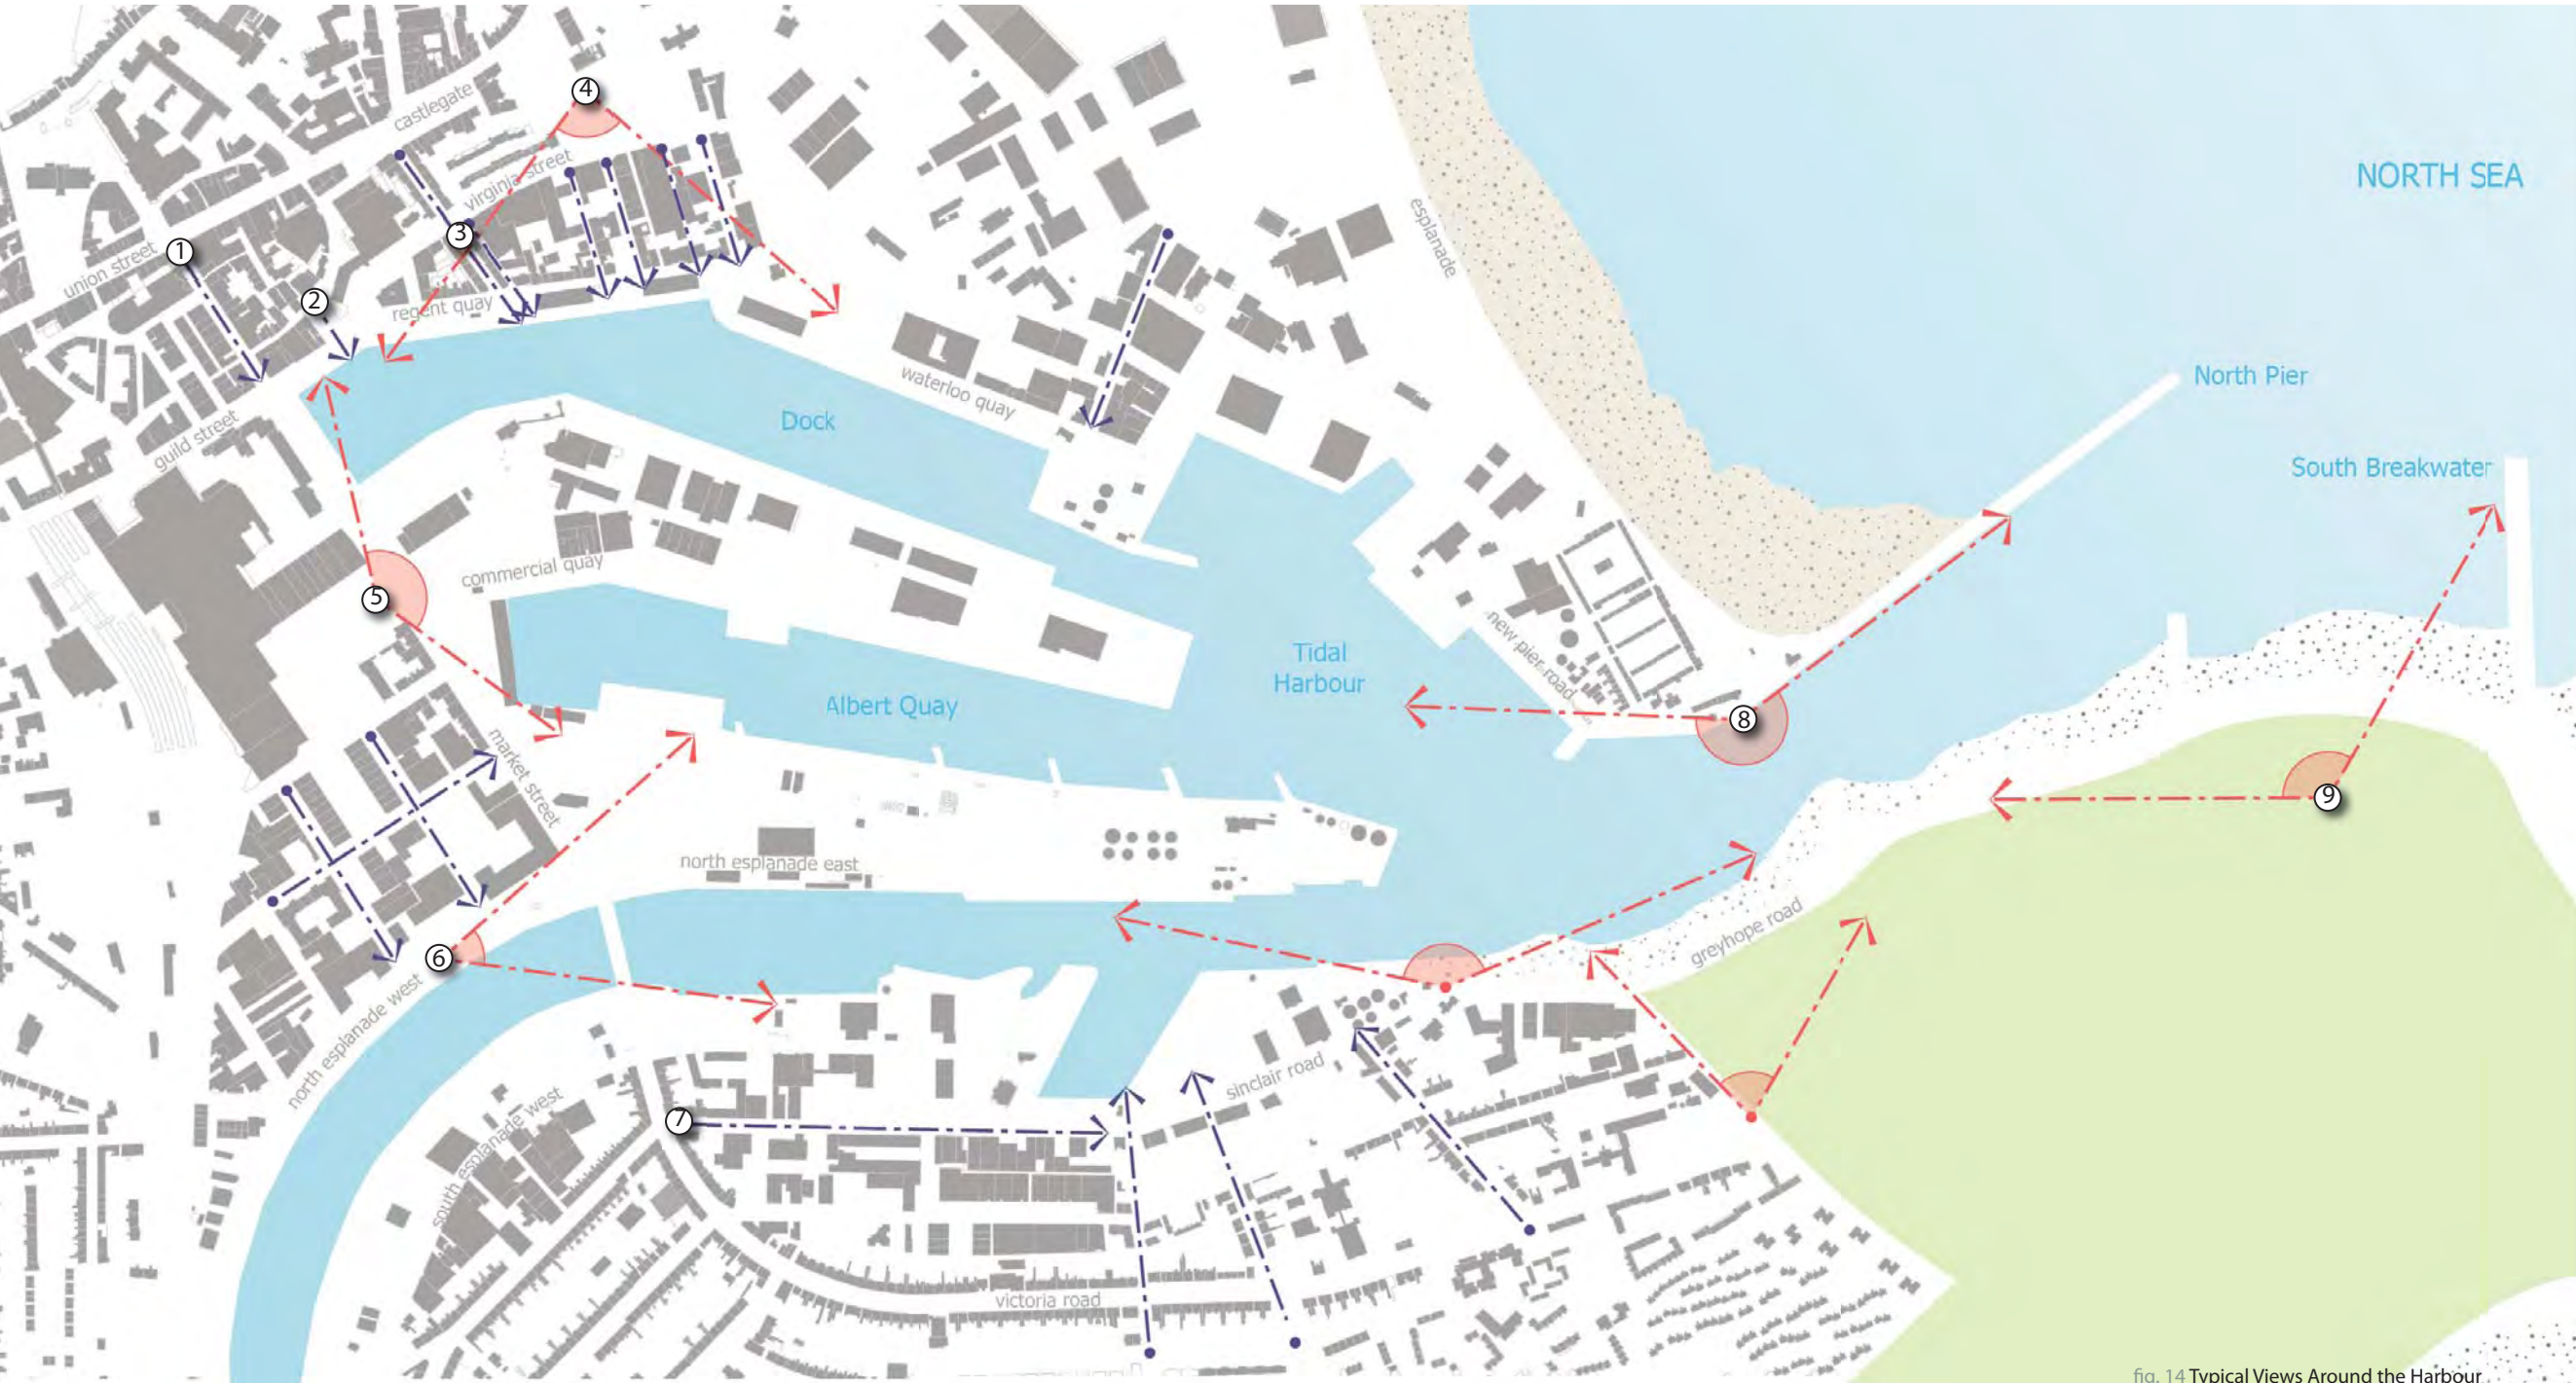 4
castlegate
virginia street
NORTH SEA
3
1
union street
esplanade
2
regent quay
North Pier
waterloo quay
Dock
guild street
South Breakwater
commercial quay
5
new pier road
Tidal
Harbour
Albert Quay
8
market street
9
north esplanade east
6
greyhope road
north esplanade west
sinclair road
7
south esplanade west
victoria road
fig. 14 Typical Views Around the Harbour